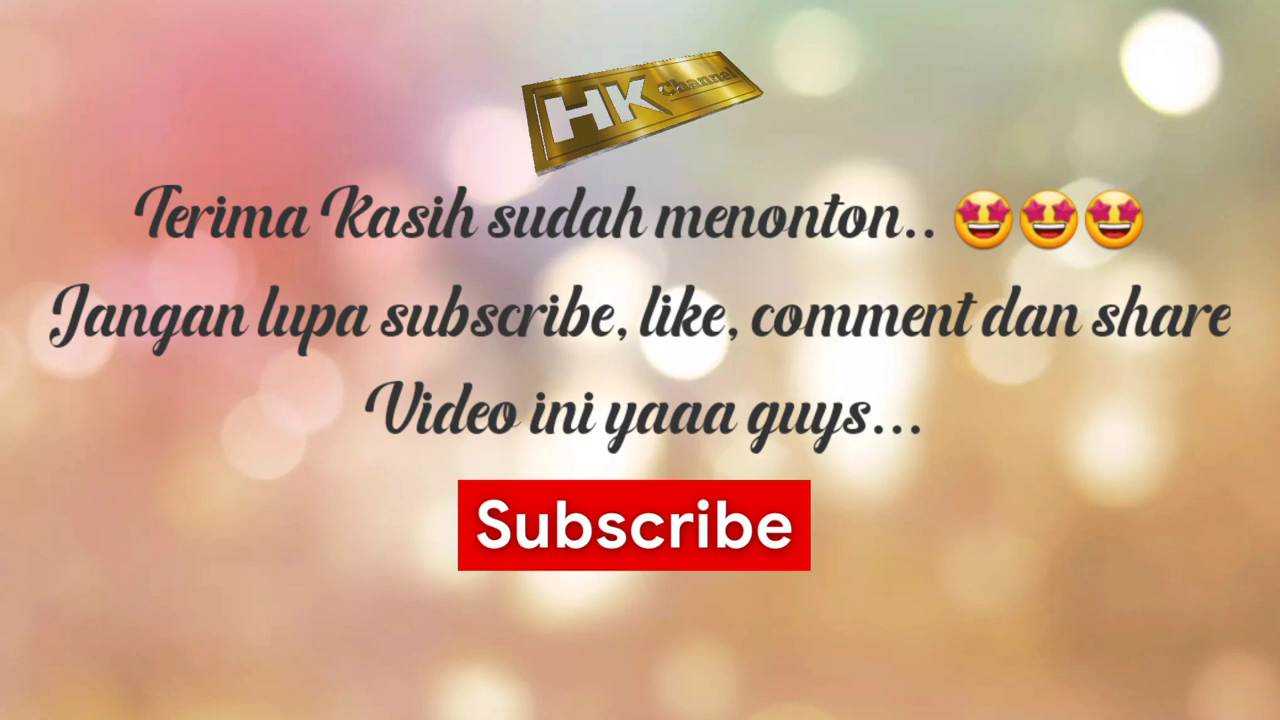 HK Channel
Terima Kasih sudah menonton.. 🤩🤩🤩
Jangan lupa subscribe, like, comment dan share
Video ini yaaa guys...
Subscribe